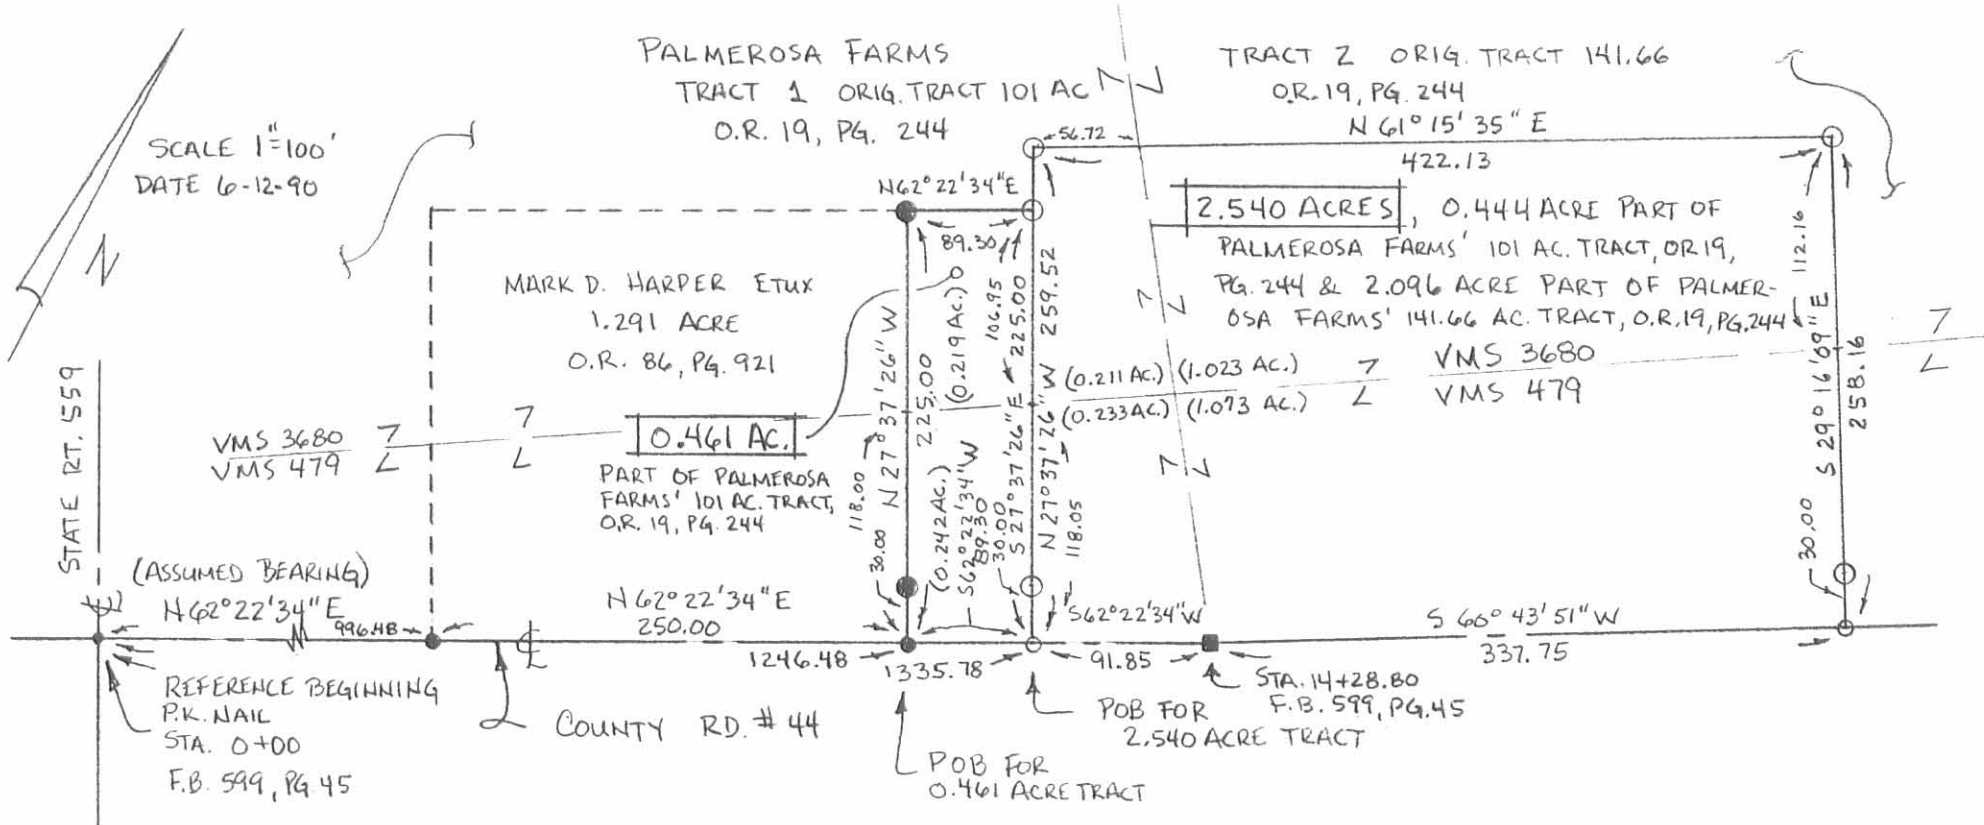 PALMEROSA FARMS
TRACT 1 ORIG. TRACT 101 AC
O.R. 19, PG. 244
TRACT 2 ORIG. TRACT 141.66
O.R. 19, PG. 244
N 61° 15' 35" E
422.13
56.72
SCALE 1"=100'
DATE 6-12-90
N
N62° 22' 34" E
89.30
2.540 ACRES, 0.444 ACRE PART OF
PALMEROSA FARMS' 101 AC. TRACT, OR 19,
PG. 244 & 2.096 ACRE PART OF PALMER-
OSA FARMS' 141.66 AC. TRACT, O.R. 19, PG. 244
112.16
MARK D. HARPER ETUX
1.291 ACRE
O.R. 86, PG. 921
N 27° 37' 26" W
225.00
118.00
30.00
(0.219 AC.)
(0.242 AC.)
106.95
S 27° 37' 26" E 225.00
30.00
N 27° 37' 26" W 259.52
118.05
S62° 22' 34" W
89.30
(0.211 AC.) (1.023 AC.)
(0.233 AC.) (1.073 AC.)
VMS 3680
VMS 479
S 29° 16' 09" E
258.16
30.00
STATE RT. 1559
VMS 3680
VMS 479
0.461 AC.
PART OF PALMEROSA
FARMS' 101 AC. TRACT,
O.R. 19, PG. 244
(ASSUMED BEARING)
N62° 22' 34" E
996.48
N 62° 22' 34" E
250.00
S62° 22' 34" W
91.85
S 60° 43' 51" W
337.75
1246.48
1335.78
REFERENCE BEGINNING
P.K. NAIL
STA. 0+00
F.B. 599, PG. 45
COUNTY RD. # 44
POB FOR
0.461 ACRE TRACT
POB FOR
2.540 ACRE TRACT
STA. 14+28.80
F.B. 599, PG. 45